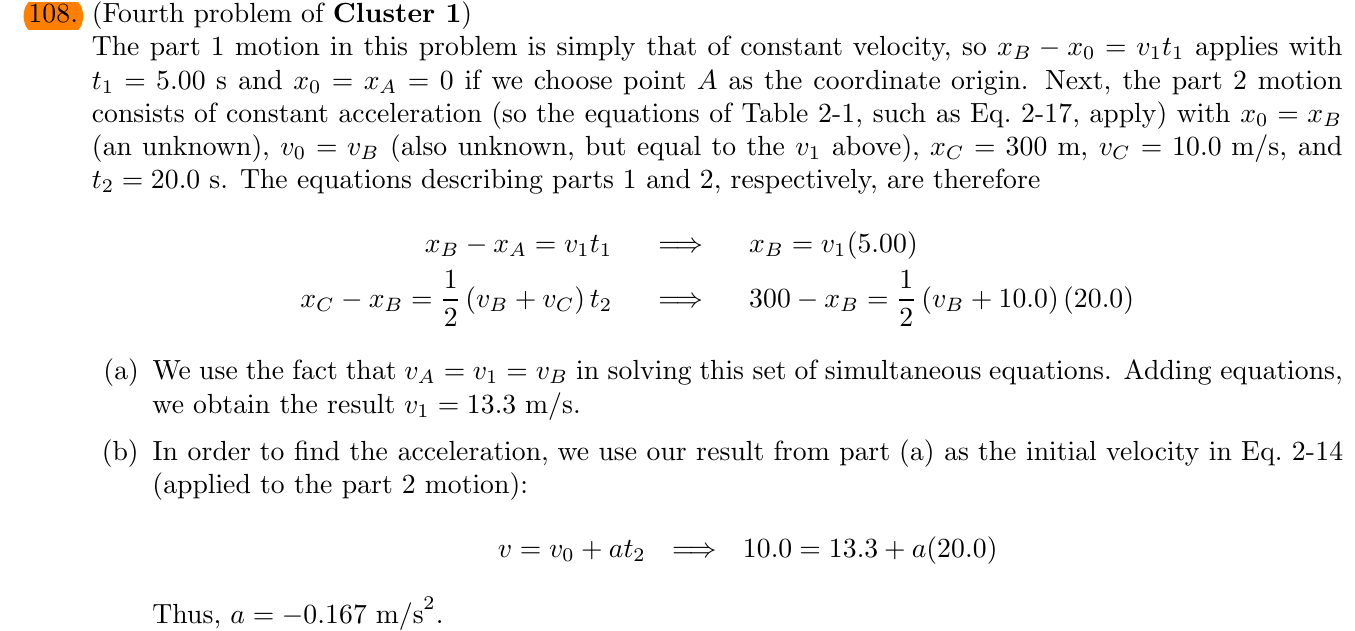 108. (Fourth problem of Cluster 1)
The part 1 motion in this problem is simply that of constant velocity, so x_B − x_0 = v_1t_1 applies with
t_1 = 5.00 s and x_0 = x_A = 0 if we choose point A as the coordinate origin. Next, the part 2 motion
consists of constant acceleration (so the equations of Table 2-1, such as Eq. 2-17, apply) with x_0 = x_B
(an unknown), v_0 = v_B (also unknown, but equal to the v_1 above), x_C = 300 m, v_C = 10.0 m/s, and
t_2 = 20.0 s. The equations describing parts 1 and 2, respectively, are therefore
x_B − x_A = v_1t_1 ⟹ x_B = v_1(5.00)
x_C − x_B = 1/2 (v_B + v_C) t_2 ⟹ 300 − x_B = 1/2 (v_B + 10.0) (20.0)
(a) We use the fact that v_A = v_1 = v_B in solving this set of simultaneous equations. Adding equations,
we obtain the result v_1 = 13.3 m/s.
(b) In order to find the acceleration, we use our result from part (a) as the initial velocity in Eq. 2-14
(applied to the part 2 motion):
v = v_0 + at_2 ⟹ 10.0 = 13.3 + a(20.0)
Thus, a = −0.167 m/s².